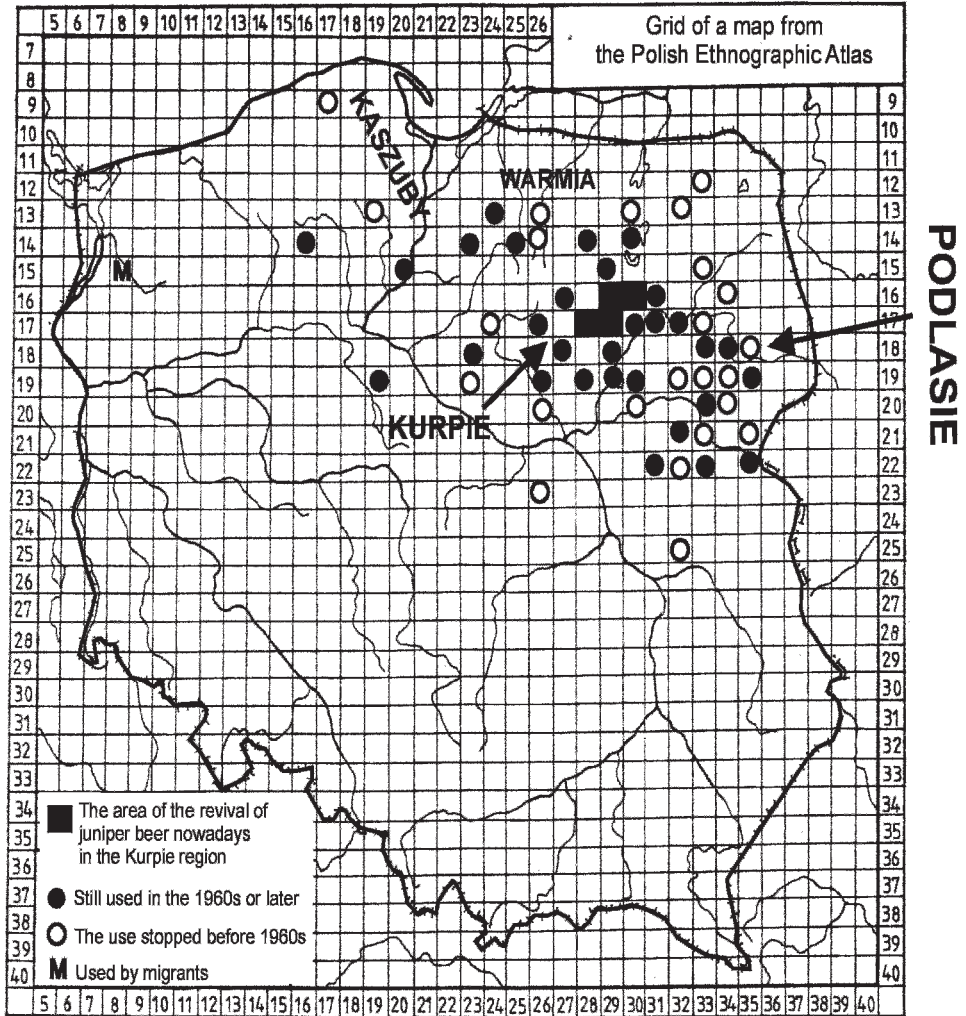 5 6 7 8 9 10 11 12 13 14 15 16 17 18 19 20 21 22 23 24 25 26
Grid of a map from
the Polish Ethnographic Atlas
7
8
9 9
10 10
11 11
12 12
13 13
14 14
15 15
16 16
17 17
18 18
19 19
20 20
21 21
22 22
23 23
24 24
25 25
26 26
27 27
28 28
29 29
30 30
31 31
32 32
33 33
34 34
35 35
36 36
37 37
38 38
39 39
40 40
KASZUBY
WARMIA
M
KURPIE
PODLASIE
The area of the revival of
juniper beer nowadays
in the Kurpie region
Still used in the 1960s or later
The use stopped before 1960s
M Used by migrants
5 6 7 8 9 10 11 12 13 14 15 16 17 18 19 20 21 22 23 24 25 26 27 28 29 30 31 32 33 34 35 36 37 38 39 40